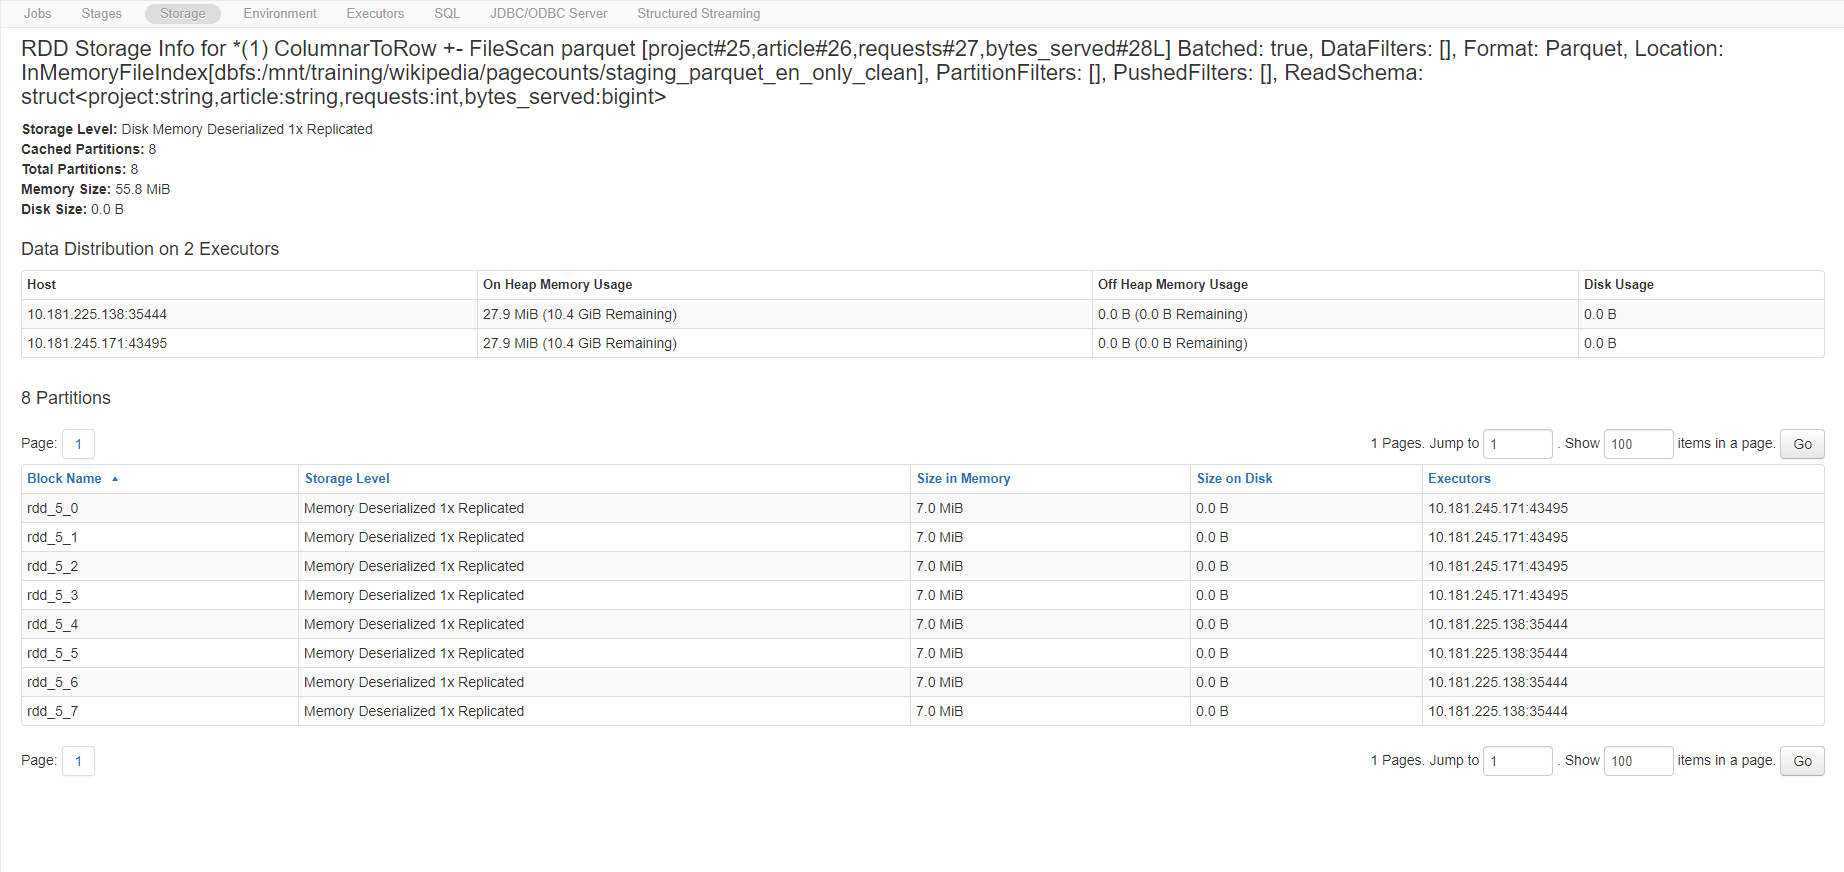 Jobs Stages Storage Environment Executors SQL JDBC/ODBC Server Structured Streaming
RDD Storage Info for *(1) ColumnarToRow +- FileScan parquet [project#25,article#26,requests#27,bytes_served#28L] Batched: true, DataFilters: [], Format: Parquet, Location:
InMemoryFileIndex[dbfs:/mnt/training/wikipedia/pagecounts/staging_parquet_en_only_clean], PartitionFilters: [], PushedFilters: [], ReadSchema:
struct<project:string,article:string,requests:int,bytes_served:bigint>
Storage Level: Disk Memory Deserialized 1x Replicated
Cached Partitions: 8
Total Partitions: 8
Memory Size: 55.8 MiB
Disk Size: 0.0 B
Data Distribution on 2 Executors
Host On Heap Memory Usage Off Heap Memory Usage Disk Usage
10.181.225.138:35444 27.9 MiB (10.4 GiB Remaining) 0.0 B (0.0 B Remaining) 0.0 B
10.181.245.171:43495 27.9 MiB (10.4 GiB Remaining) 0.0 B (0.0 B Remaining) 0.0 B
8 Partitions
Page: 1 1 Pages. Jump to 1 . Show 100 items in a page. Go
Block Name ▲ Storage Level Size in Memory Size on Disk Executors
rdd_5_0 Memory Deserialized 1x Replicated 7.0 MiB 0.0 B 10.181.245.171:43495
rdd_5_1 Memory Deserialized 1x Replicated 7.0 MiB 0.0 B 10.181.245.171:43495
rdd_5_2 Memory Deserialized 1x Replicated 7.0 MiB 0.0 B 10.181.245.171:43495
rdd_5_3 Memory Deserialized 1x Replicated 7.0 MiB 0.0 B 10.181.245.171:43495
rdd_5_4 Memory Deserialized 1x Replicated 7.0 MiB 0.0 B 10.181.225.138:35444
rdd_5_5 Memory Deserialized 1x Replicated 7.0 MiB 0.0 B 10.181.225.138:35444
rdd_5_6 Memory Deserialized 1x Replicated 7.0 MiB 0.0 B 10.181.225.138:35444
rdd_5_7 Memory Deserialized 1x Replicated 7.0 MiB 0.0 B 10.181.225.138:35444
Page: 1 1 Pages. Jump to 1 . Show 100 items in a page. Go